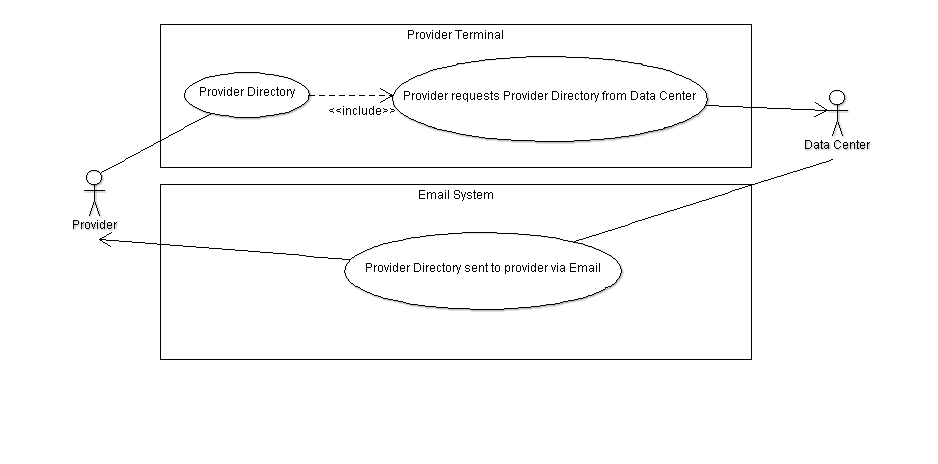 Provider Terminal
Provider Directory
<<include>>
Provider requests Provider Directory from Data Center
Data Center
Provider
Email System
Provider Directory sent to provider via Email